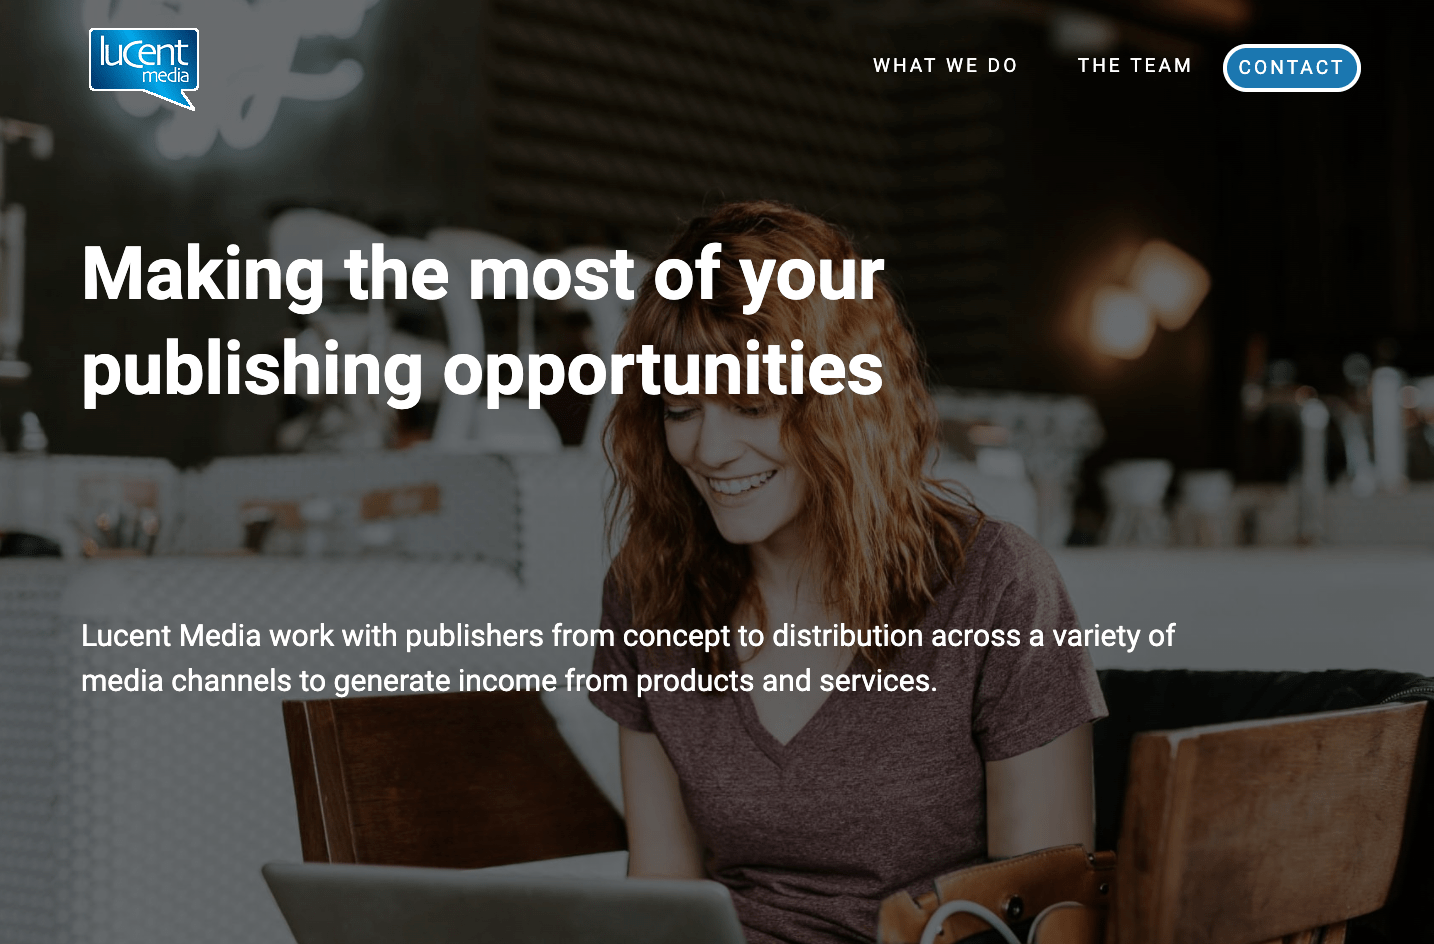 lucent
media
WHAT WE DO
THE TEAM
CONTACT
Making the most of your
publishing opportunities
Lucent Media work with publishers from concept to distribution across a variety of
media channels to generate income from products and services.